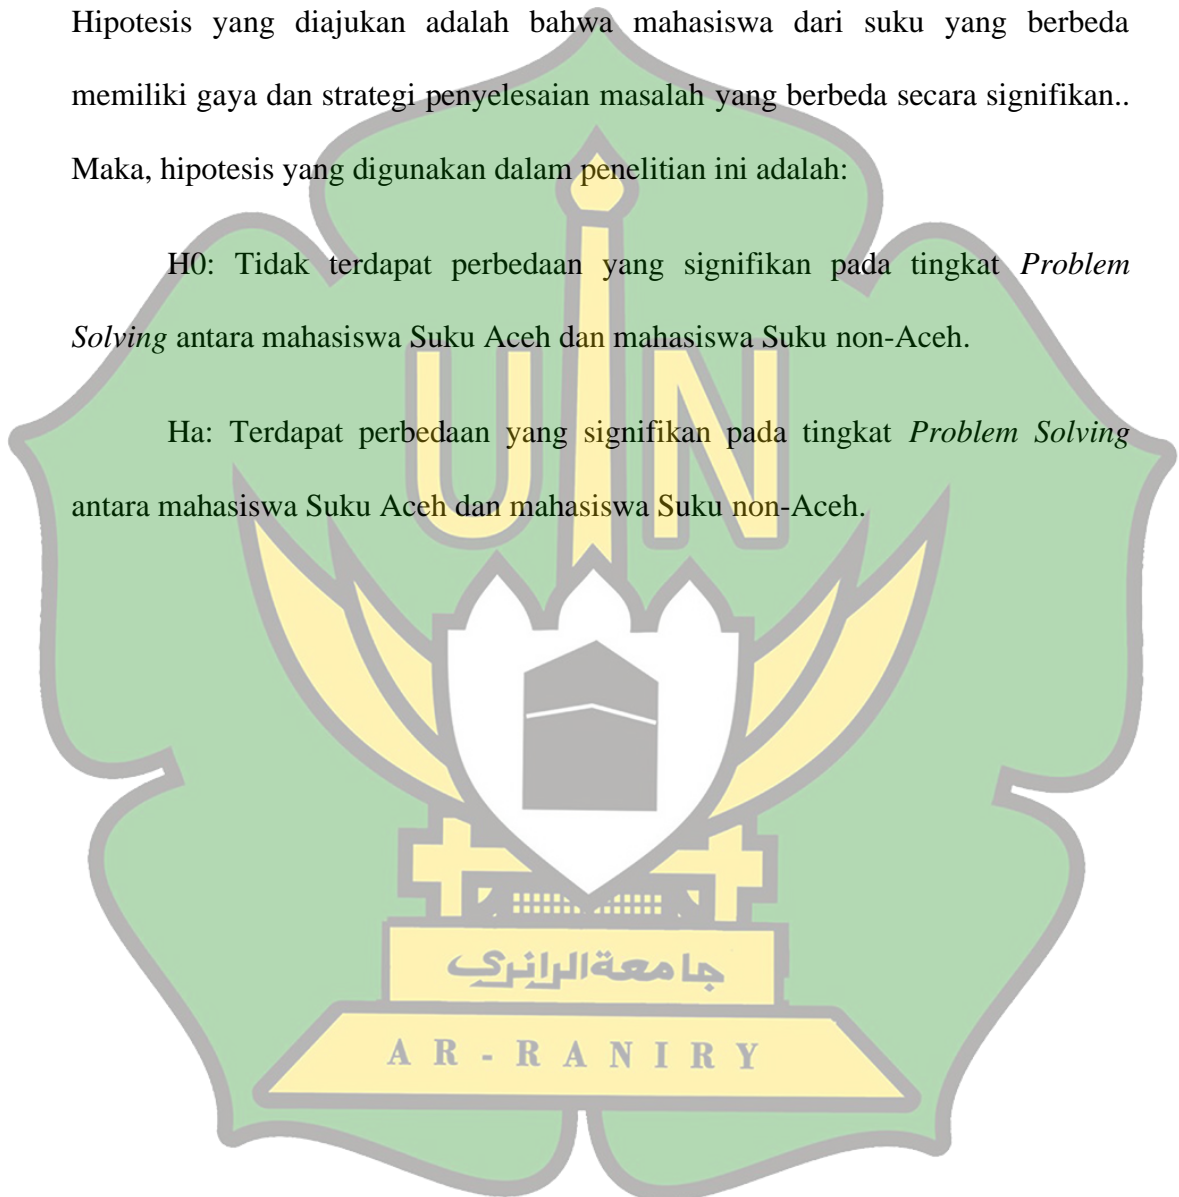 Hipotesis yang diajukan adalah bahwa mahasiswa dari suku yang berbeda
memiliki gaya dan strategi penyelesaian masalah yang berbeda secara signifikan..
Maka, hipotesis yang digunakan dalam penelitian ini adalah:
H0: Tidak terdapat perbedaan yang signifikan pada tingkat Problem
Solving antara mahasiswa Suku Aceh dan mahasiswa Suku non-Aceh.
Ha: Terdapat perbedaan yang signifikan pada tingkat Problem Solving
antara mahasiswa Suku Aceh dan mahasiswa Suku non-Aceh.
UIN
جامعةالرانري
AR-RANIRY